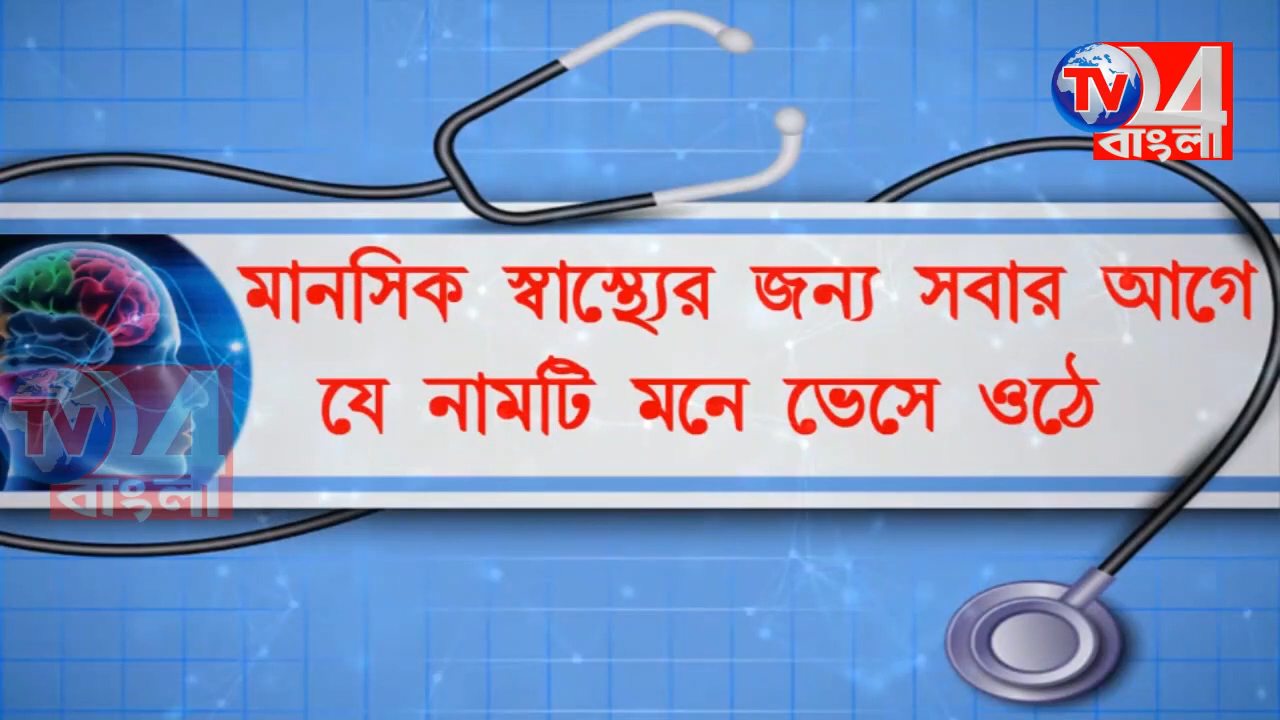 TV 24
বাংলা
মানসিক স্বাস্থ্যের জন্য সবার আগে
যে নামটি মনে ভেসে ওঠে
TV 24
বাংলা